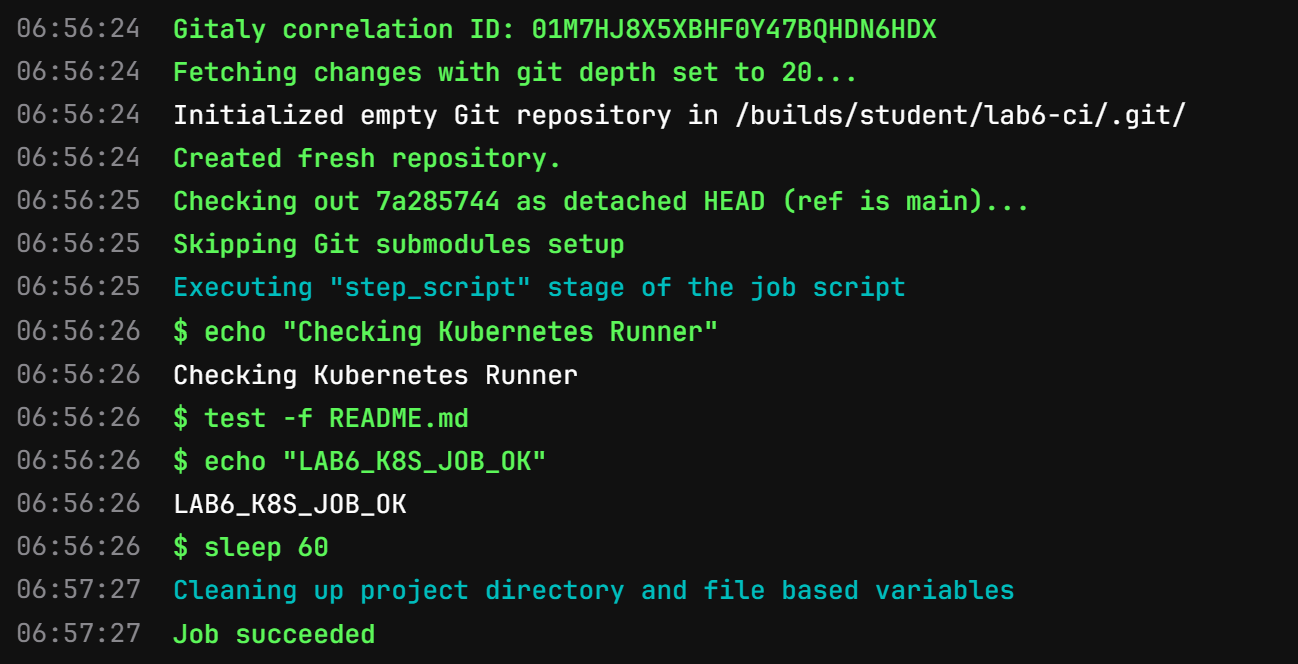 06:56:24 Gitaly correlation ID: 01M7HJ8X5XBHF0Y47BQHDN6HDX
06:56:24 Fetching changes with git depth set to 20...
06:56:24 Initialized empty Git repository in /builds/student/lab6-ci/.git/
06:56:24 Created fresh repository.
06:56:25 Checking out 7a285744 as detached HEAD (ref is main)...
06:56:25 Skipping Git submodules setup
06:56:25 Executing "step_script" stage of the job script
06:56:26 $ echo "Checking Kubernetes Runner"
06:56:26 Checking Kubernetes Runner
06:56:26 $ test -f README.md
06:56:26 $ echo "LAB6_K8S_JOB_OK"
06:56:26 LAB6_K8S_JOB_OK
06:56:26 $ sleep 60
06:57:27 Cleaning up project directory and file based variables
06:57:27 Job succeeded